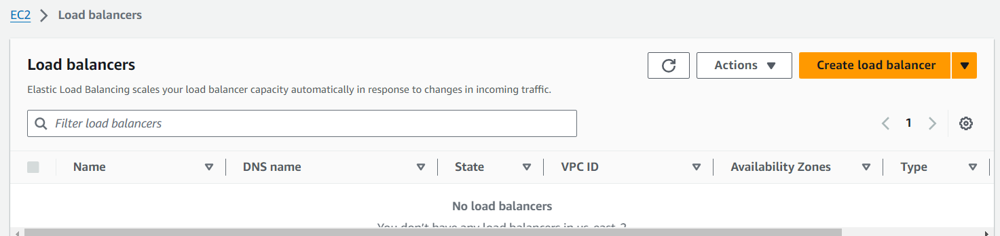 EC2 > Load balancers
Load balancers
Actions
Create load balancer
Elastic Load Balancing scales your load balancer capacity automatically in response to changes in incoming traffic.
Filter load balancers
1
Name DNS name State VPC ID Availability Zones Type
No load balancers
You don't have any load balancers in us-east-2